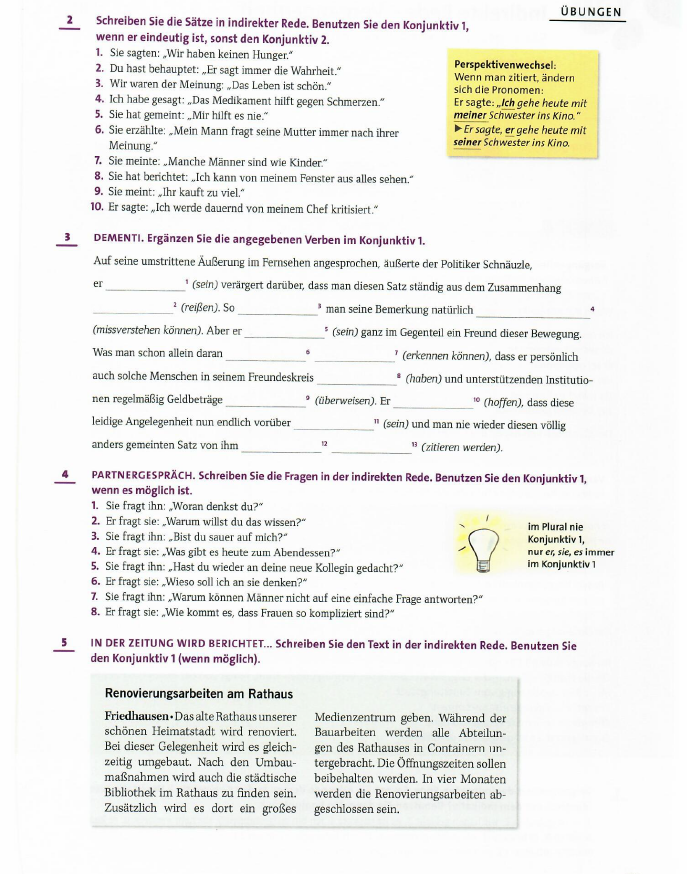 ÜBUNGEN
2 Schreiben Sie die Sätze in indirekter Rede. Benutzen Sie den Konjunktiv 1,
wenn er eindeutig ist, sonst den Konjunktiv 2.
1. Sie sagten: „Wir haben keinen Hunger."
2. Du hast behauptet: „Er sagt immer die Wahrheit."
3. Wir waren der Meinung: „Das Leben ist schön."
4. Ich habe gesagt: „Das Medikament hilft gegen Schmerzen."
5. Sie hat gemeint: „Mir hilft es nie."
6. Sie erzählte: „Mein Mann fragt seine Mutter immer nach ihrer
Meinung."
7. Sie meinte: „Manche Männer sind wie Kinder."
8. Sie hat berichtet: „Ich kann von meinem Fenster aus alles sehen."
9. Sie meint: „Ihr kauft zu viel."
10. Er sagte: „Ich werde dauernd von meinem Chef kritisiert."
Perspektivenwechsel:
Wenn man zitiert, ändern
sich die Pronomen:
Er sagte: „Ich gehe heute mit
meiner Schwester ins Kino."
▶ Er sagte, er gehe heute mit
seiner Schwester ins Kino.
3 DEMENTI. Ergänzen Sie die angegebenen Verben im Konjunktiv 1.
Auf seine umstrittene Äußerung im Fernsehen angesprochen, äußerte der Politiker Schnäuzle,
er ____________ 1 (sein) verärgert darüber, dass man diesen Satz ständig aus dem Zusammenhang
____________ 2 (reißen). So ____________ 3 man seine Bemerkung natürlich ____________ 4
(missverstehen können). Aber er ____________ 5 (sein) ganz im Gegenteil ein Freund dieser Bewegung.
Was man schon allein daran ____________ 6 ____________ 7 (erkennen können), dass er persönlich
auch solche Menschen in seinem Freundeskreis ____________ 8 (haben) und unterstützenden Institutio-
nen regelmäßig Geldbeträge ____________ 9 (überweisen). Er ____________ 10 (hoffen), dass diese
leidige Angelegenheit nun endlich vorüber ____________ 11 (sein) und man nie wieder diesen völlig
anders gemeinten Satz von ihm ____________ 12 ____________ 13 (zitieren werden).
4 PARTNERGESPRÄCH. Schreiben Sie die Fragen in der indirekten Rede. Benutzen Sie den Konjunktiv 1,
wenn es möglich ist.
1. Sie fragt ihn: „Woran denkst du?"
2. Er fragt sie: „Warum willst du das wissen?"
3. Sie fragt ihn: „Bist du sauer auf mich?"
4. Er fragt sie: „Was gibt es heute zum Abendessen?"
5. Sie fragt ihn: „Hast du wieder an deine neue Kollegin gedacht?"
6. Er fragt sie: „Wieso soll ich an sie denken?"
7. Sie fragt ihn: „Warum können Männer nicht auf eine einfache Frage antworten?"
8. Er fragt sie: „Wie kommt es, dass Frauen so kompliziert sind?"
im Plural nie
Konjunktiv 1,
nur er, sie, es immer
im Konjunktiv 1
5 IN DER ZEITUNG WIRD BERICHTET... Schreiben Sie den Text in der indirekten Rede. Benutzen Sie
den Konjunktiv 1 (wenn möglich).
Renovierungsarbeiten am Rathaus
Friedhausen • Das alte Rathaus unserer
schönen Heimatstadt wird renoviert.
Bei dieser Gelegenheit wird es gleich-
zeitig umgebaut. Nach den Umbau-
maßnahmen wird auch die städtische
Bibliothek im Rathaus zu finden sein.
Zusätzlich wird es dort ein großes
Medienzentrum geben. Während der
Bauarbeiten werden alle Abteilun-
gen des Rathauses in Containern un-
tergebracht. Die Öffnungszeiten sollen
beibehalten werden. In vier Monaten
werden die Renovierungsarbeiten ab-
geschlossen sein.